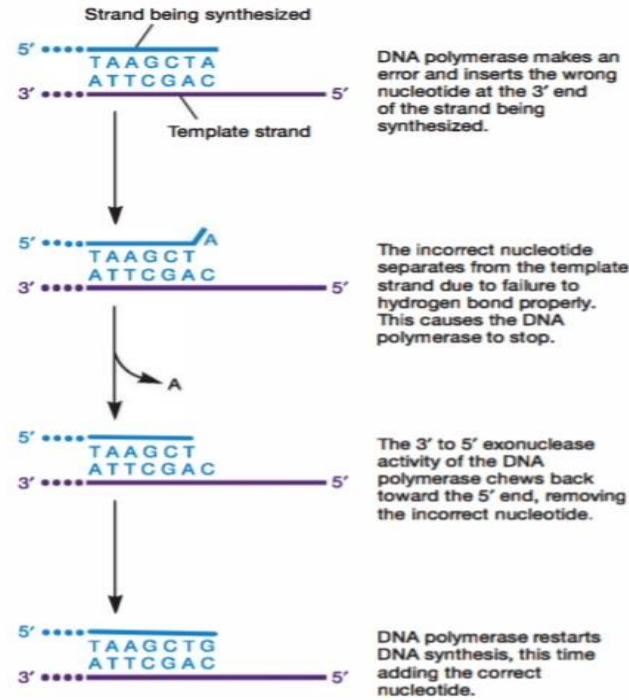 Strand being synthesized
5′
TAAGCTA
ATTCGAC
3′ 5′
Template strand
DNA polymerase makes an
error and inserts the wrong
nucleotide at the 3′ end
of the strand being
synthesized.
5′ A
TAAGCT
ATTCGAC
3′ 5′
The incorrect nucleotide
separates from the template
strand due to failure to
hydrogen bond properly.
This causes the DNA
polymerase to stop.
A
5′
TAAGCT
ATTCGAC
3′ 5′
The 3′ to 5′ exonuclease
activity of the DNA
polymerase chews back
toward the 5′ end, removing
the incorrect nucleotide.
5′
TAAGCTG
ATTCGAC
3′ 5′
DNA polymerase restarts
DNA synthesis, this time
adding the correct
nucleotide.